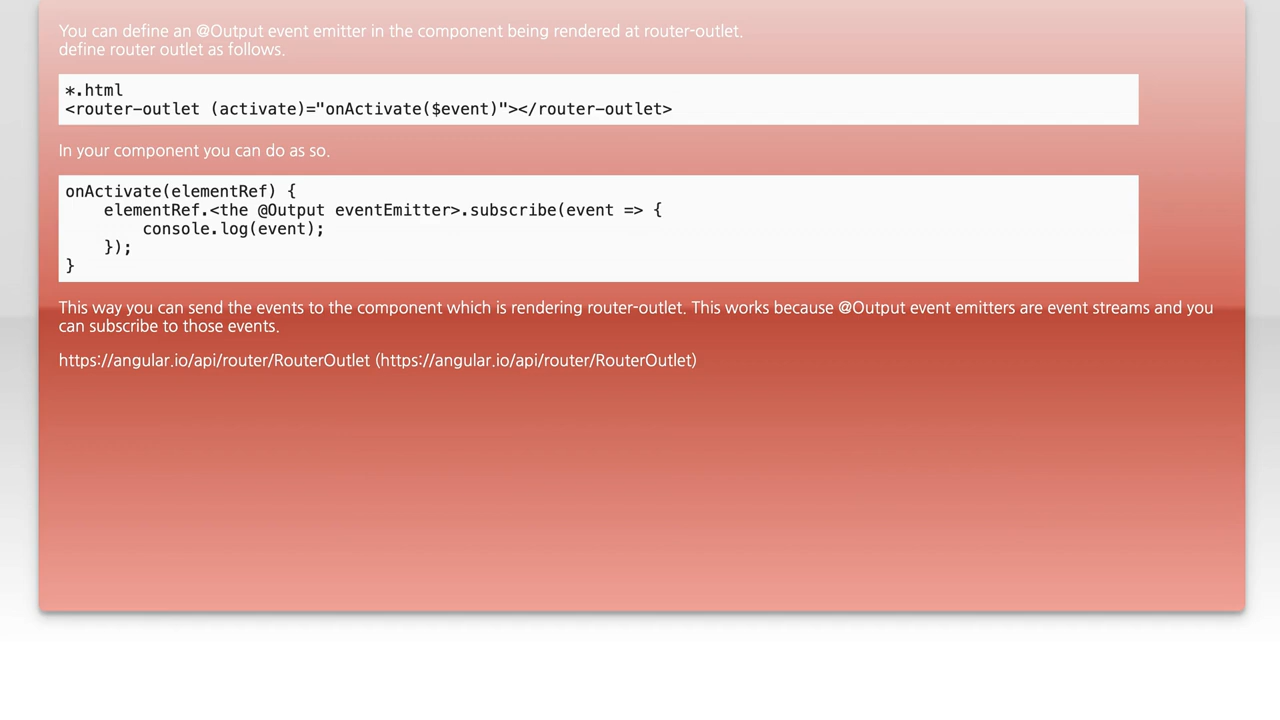 You can define an @Output event emitter in the component being rendered at router-outlet.
define router outlet as follows.
*.html
<router-outlet (activate)="onActivate($event)"></router-outlet>
In your component you can do as so.
onActivate(elementRef) {
    elementRef.<the @Output eventEmitter>.subscribe(event => {
        console.log(event);
    });
}
This way you can send the events to the component which is rendering router-outlet. This works because @Output event emitters are event streams and you
can subscribe to those events.
https://angular.io/api/router/RouterOutlet (https://angular.io/api/router/RouterOutlet)